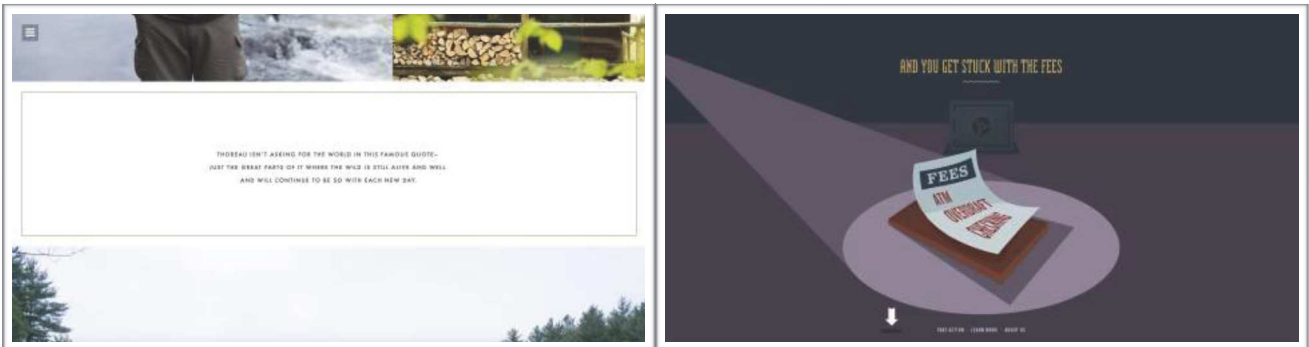 THOREAU ISN'T ASKING FOR THE WORLD IN THIS FAMOUS QUOTE–
JUST THE GREAT PARTS OF IT WHERE THE WILD IS STILL ALIVE AND WELL
AND WILL CONTINUE TO BE SO WITH EACH NEW DAY.
AND YOU GET STUCK WITH THE FEES
FEES
ATM
OVERDRAFT
CHECKING
TAKE ACTION LEARN MORE ABOUT US